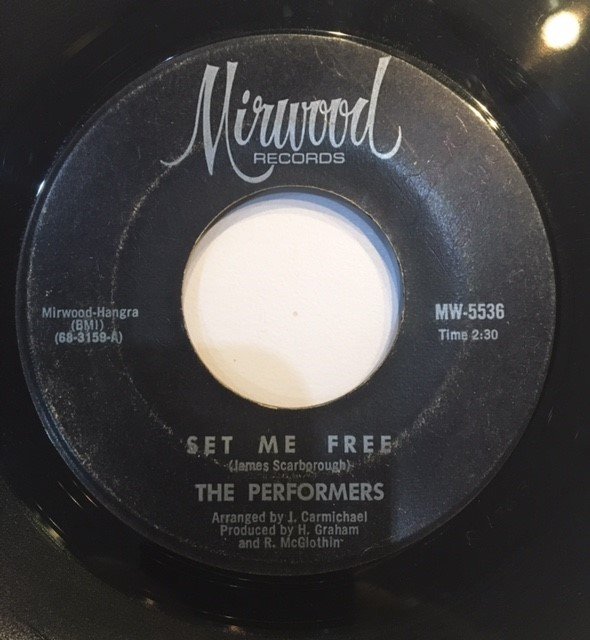 Mirwood
RECORDS
Mirwood-Hangra
(BMI)
(68-3159-A)
MW-5536
Time 2:30
SET ME FREE
(James Scarborough)
THE PERFORMERS
Arranged by J. Carmichael
Produced by H. Graham
and R. McGlothin